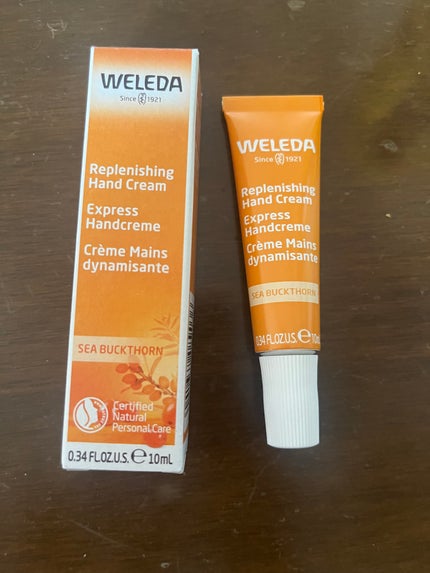 WELEDA
Since 1921
Replenishing
Hand Cream
Express
Handcreme
Crème Mains
dynamisante
SEA BUCKTHORN
Certified
Natural
Personal Care
0.34 FL.OZ.U.S. ℮ 10mL
WELEDA
Since 1921
Replenishing
Hand Cream
Express
Handcreme
Crème Mains
dynamisante
SEA BUCKTHORN
0.34 FL.OZ.U.S. ℮ 10mL